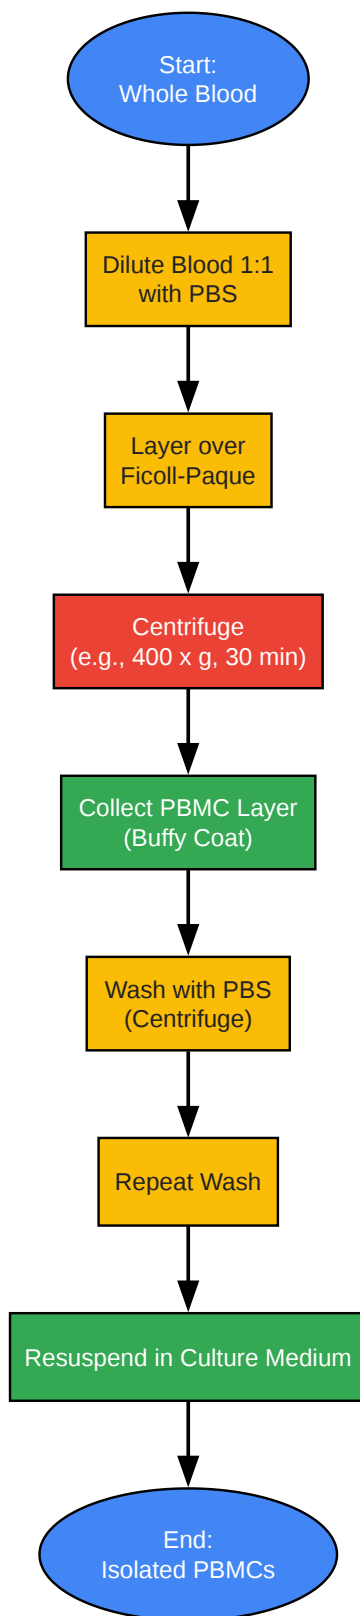 Start:
Whole Blood
Dilute Blood 1:1
with PBS
Layer over
Ficoll-Paque
Centrifuge
(e.g., 400 x g, 30 min)
Collect PBMC Layer
(Buffy Coat)
Wash with PBS
(Centrifuge)
Repeat Wash
Resuspend in Culture Medium
End:
Isolated PBMCs